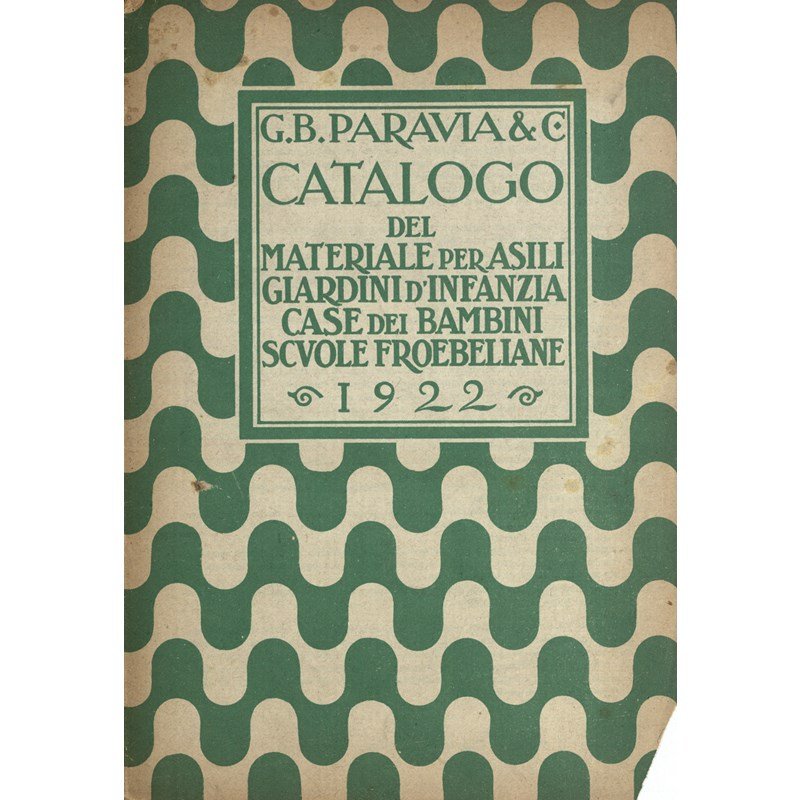 G.B. PARAVIA & C.
CATALOGO
DEL
MATERIALE PER ASILI
GIARDINI D'INFANZIA
CASE DEI BAMBINI
SCVOLE FROEBELIANE
1922